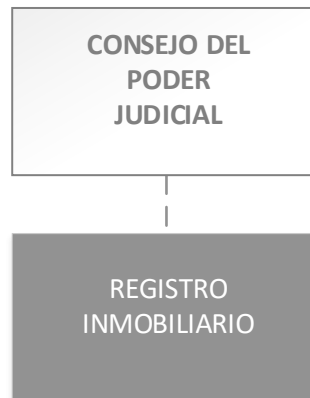 CONSEJO DEL
PODER
JUDICIAL
REGISTRO
INMOBILIARIO